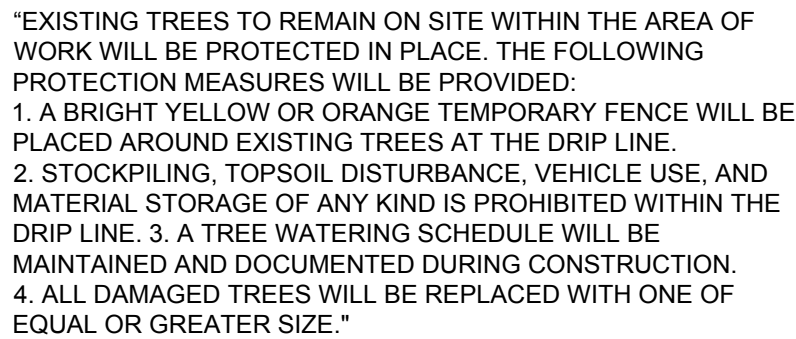 “EXISTING TREES TO REMAIN ON SITE WITHIN THE AREA OF
WORK WILL BE PROTECTED IN PLACE. THE FOLLOWING
PROTECTION MEASURES WILL BE PROVIDED:
1. A BRIGHT YELLOW OR ORANGE TEMPORARY FENCE WILL BE
PLACED AROUND EXISTING TREES AT THE DRIP LINE.
2. STOCKPILING, TOPSOIL DISTURBANCE, VEHICLE USE, AND
MATERIAL STORAGE OF ANY KIND IS PROHIBITED WITHIN THE
DRIP LINE. 3. A TREE WATERING SCHEDULE WILL BE
MAINTAINED AND DOCUMENTED DURING CONSTRUCTION.
4. ALL DAMAGED TREES WILL BE REPLACED WITH ONE OF
EQUAL OR GREATER SIZE."